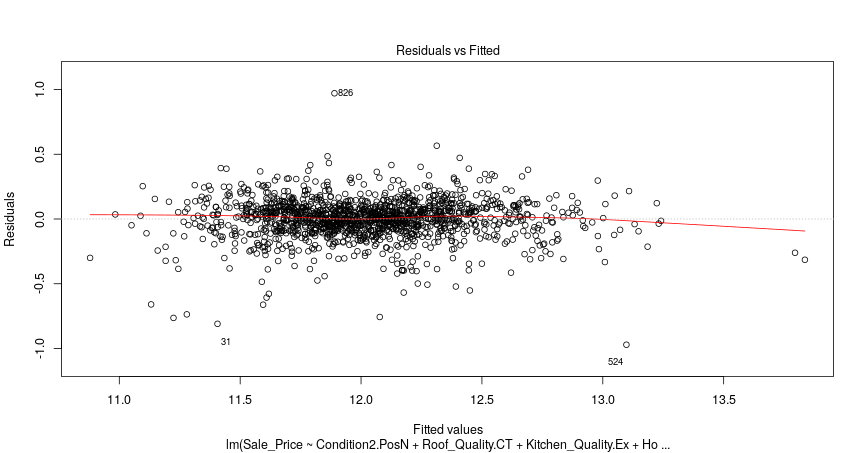 Residuals vs Fitted
1.0
826
0.5
Residuals
0.0
-0.5
31
-1.0
524
11.0 11.5 12.0 12.5 13.0 13.5
Fitted values
lm(Sale_Price ~ Condition2.PosN + Roof_Quality.CT + Kitchen_Quality.Ex + Ho ...